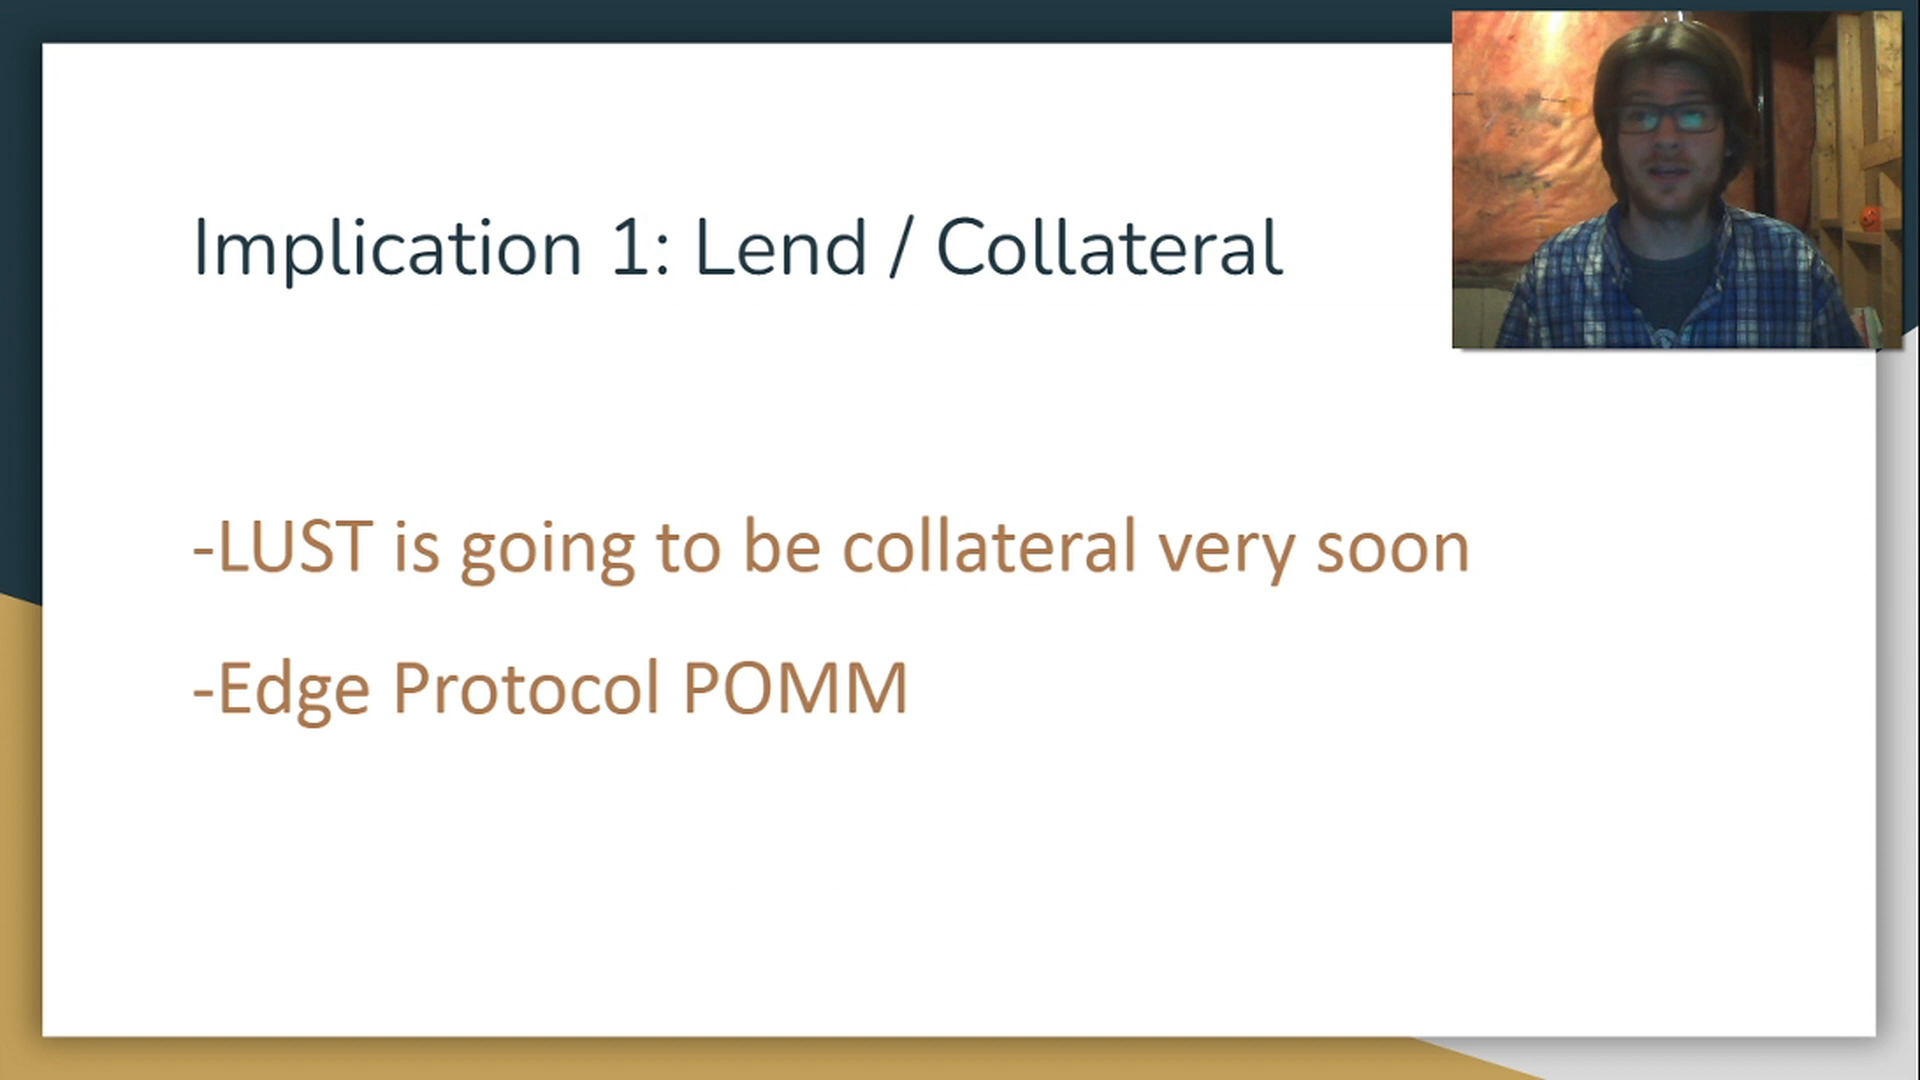 Implication 1: Lend / Collateral
-LUST is going to be collateral very soon
-Edge Protocol POMM